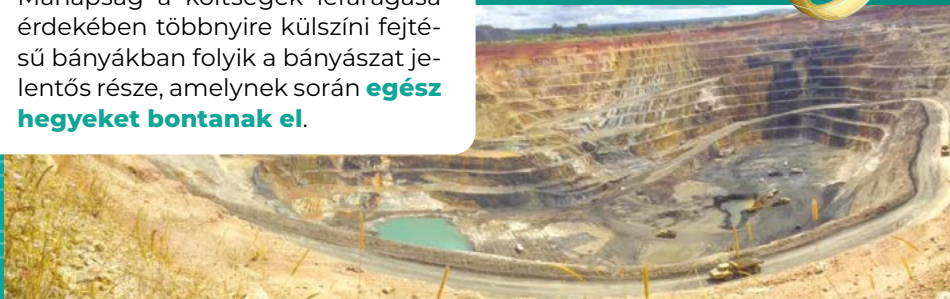 Manapság a költségek lefaragása
érdekében többnyire külszíni fejté-
sű bányákban folyik a bányászat je-
lentős része, amelynek során egész
hegyeket bontanak el.